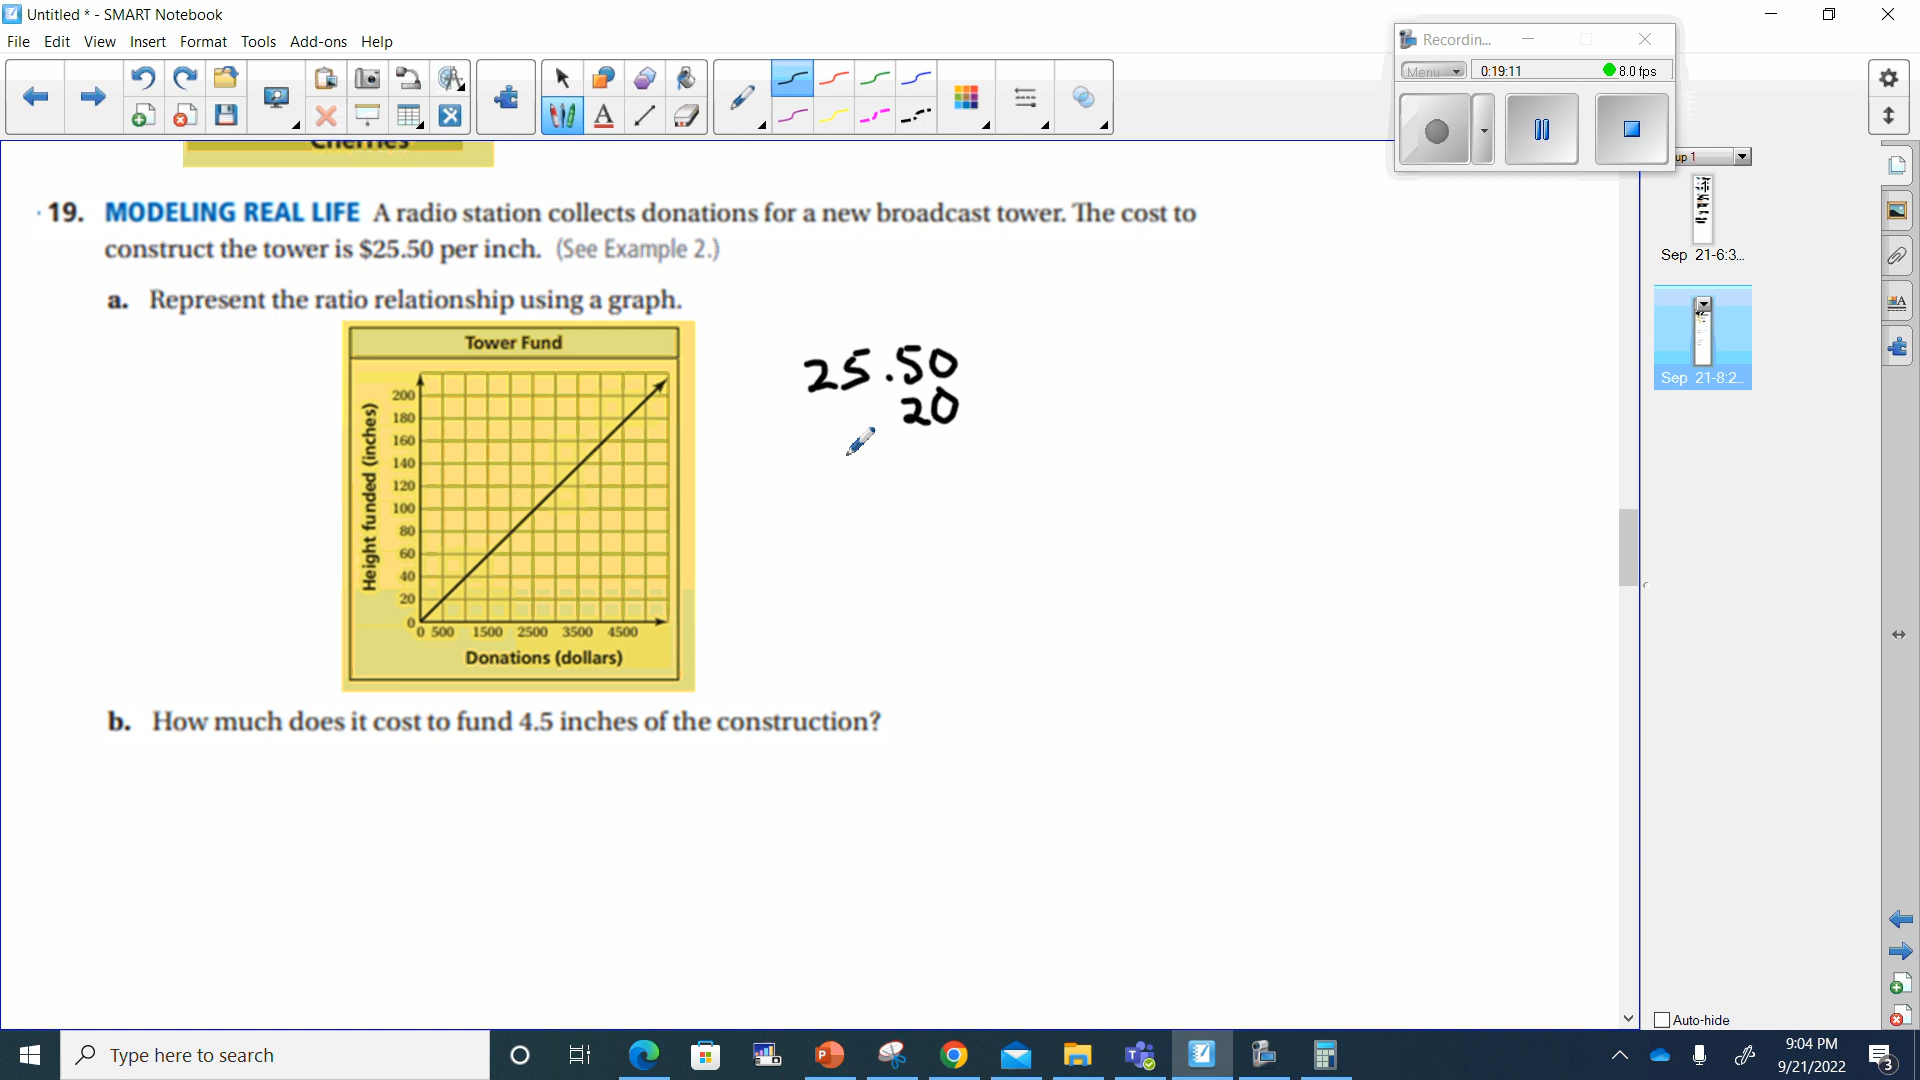 Untitled * - SMART Notebook
File Edit View Insert Format Tools Add-ons Help
Recordin...
Menu 0:19:11 8.0 fps
up 1
Cherries
19. MODELING REAL LIFE A radio station collects donations for a new broadcast tower. The cost to
construct the tower is $25.50 per inch. (See Example 2.)
a. Represent the ratio relationship using a graph.
Tower Fund
Height funded (inches)
200
180
160
140
120
100
80
60
40
20
0
0 500 1500 2500 3500 4500
Donations (dollars)
25.50
20
b. How much does it cost to fund 4.5 inches of the construction?
Sep 21-6:3...
Sep 21-8:2...
Auto-hide
Type here to search
9:04 PM
9/21/2022
3